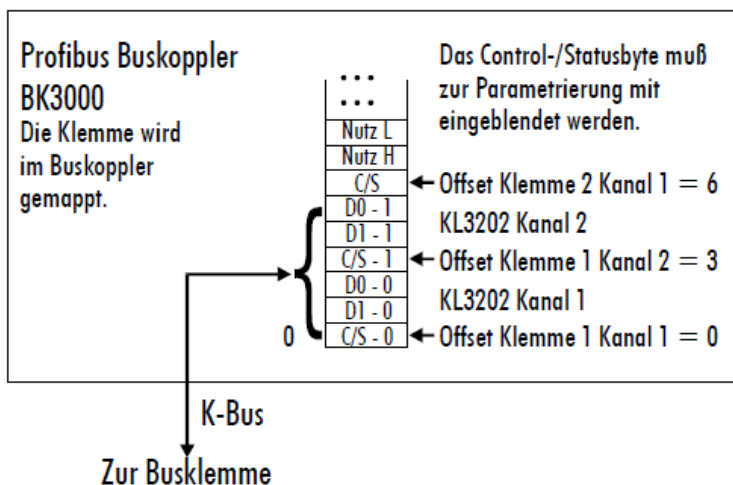 Profibus Buskoppler
BK3000
Die Klemme wird
im Buskoppler
gemappt.
Das Control-/Statusbyte muß
zur Parametrierung mit
eingeblendet werden.
...
...
Nutz L
Nutz H
C/S
Offset Klemme 2 Kanal 1 = 6
D0 - 1
KL3202 Kanal 2
D1 - 1
C/S - 1
Offset Klemme 1 Kanal 2 = 3
D0 - 0
KL3202 Kanal 1
D1 - 0
0
C/S - 0
Offset Klemme 1 Kanal 1 = 0
K-Bus
Zur Busklemme